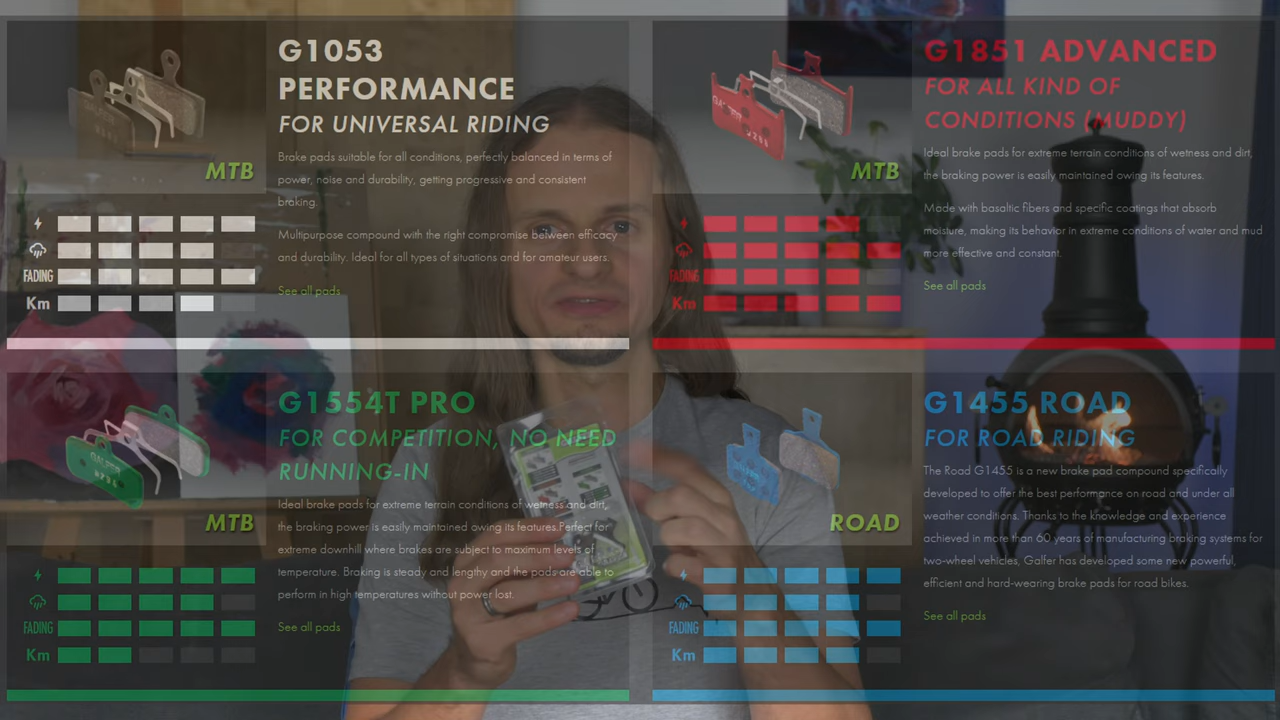 G1053
PERFORMANCE
FOR UNIVERSAL RIDING
Brake pads suitable for all conditions, perfectly balanced in terms of
power, noise and durability, getting progressive and consistent
braking.
Multipurpose compound with the right compromise between efficacy
and durability. Ideal for all types of situations and for amateur users.
See all pads
MTB
FADING
Km
G1851 ADVANCED
FOR ALL KIND OF
CONDITIONS (MUDDY)
Ideal brake pads for extreme terrain conditions of wetness and dirt,
the braking power is easily maintained owing its features.
Made with basaltic fibers and specific coatings that absorb
moisture, making its behavior in extreme conditions of water and mud
more effective and constant.
See all pads
MTB
FADING
Km
G1554T PRO
FOR COMPETITION, NO NEED
RUNNING-IN
Ideal brake pads for extreme terrain conditions of wetness and dirt,
the braking power is easily maintained owing its features.Perfect for
extreme downhill where brakes are subject to maximum levels of
temperature. Braking is steady and lengthy and the pads are able to
perform in high temperatures without power lost.
See all pads
GALFER
MTB
FADING
Km
G1455 ROAD
FOR ROAD RIDING
The Road G1455 is a new brake pad compound specifically
developed to offer the best performance on road and under all
weather conditions. Thanks to the knowledge and experience
achieved in more than 60 years of manufacturing braking systems for
two-wheel vehicles, Galfer has developed some new powerful,
efficient and hard-wearing brake pads for road bikes.
See all pads
ROAD
FADING
Km